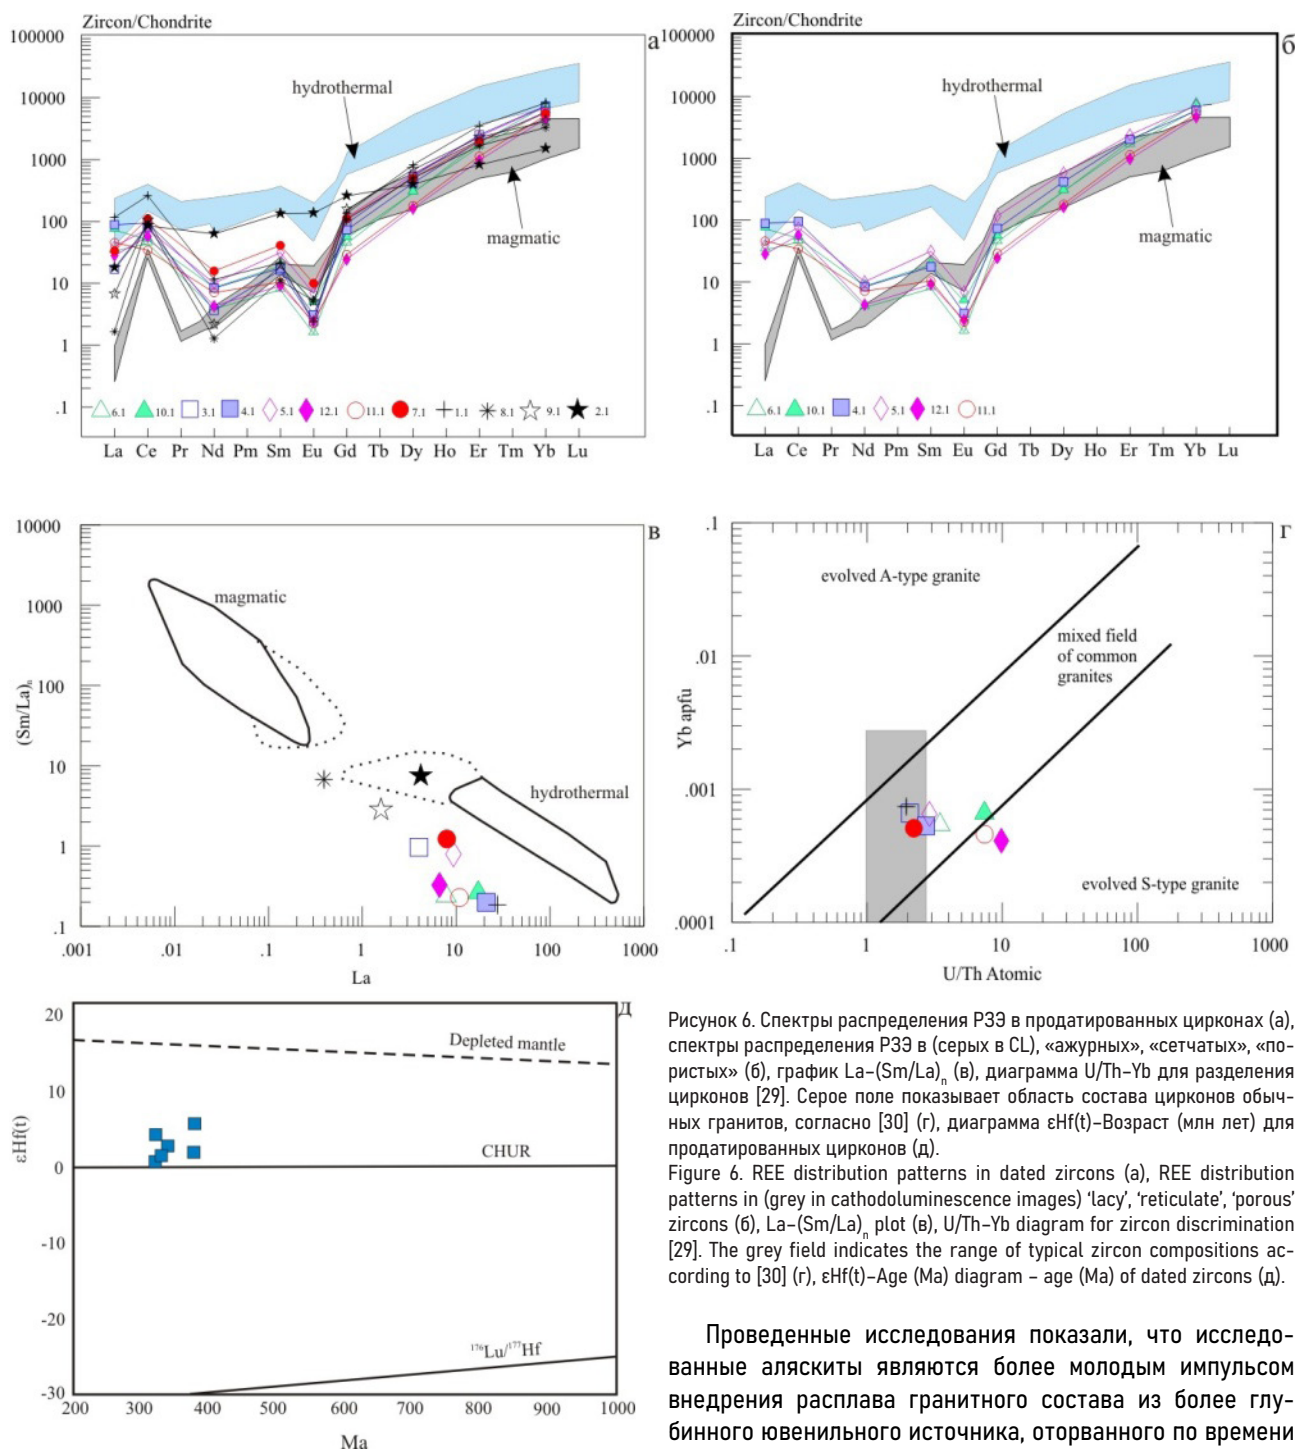 Zircon/Chondrite
а
100000
10000
1000
100
10
1
.1
hydrothermal
magmatic
6.1 10.1 3.1 4.1 5.1 12.1 11.1 7.1 1.1 8.1 9.1 2.1
La Ce Pr Nd Pm Sm Eu Gd Tb Dy Ho Er Tm Yb Lu
Zircon/Chondrite
б
100000
10000
1000
100
10
1
.1
hydrothermal
magmatic
6.1 10.1 4.1 5.1 12.1 11.1
La Ce Pr Nd Pm Sm Eu Gd Tb Dy Ho Er Tm Yb Lu
в
(Sm/La)n
10000
1000
100
10
1
.1
magmatic
hydrothermal
.001 .01 .1 1 10 100 1000
La
г
Yb apfu
.1
.01
.001
.0001
evolved A-type granite
mixed field
of common
granites
evolved S-type granite
.1 1 10 100 1000
U/Th Atomic
д
εHf(t)
20
10
0
-10
-20
-30
Depleted mantle
CHUR
¹⁷⁶Lu/¹⁷⁷Hf
200 300 400 500 600 700 800 900 1000
Ma
Рисунок 6. Спектры распределения РЗЭ в продатированных цирконах (а),
спектры распределения РЗЭ в (серых в CL), «ажурных», «сетчатых», «по-
ристых» (б), график La–(Sm/La)n (в), диаграмма U/Th–Yb для разделения
цирконов [29]. Серое поле показывает область состава цирконов обыч-
ных гранитов, согласно [30] (г), диаграмма εHf(t)–Возраст (млн лет) для
продатированных цирконов (д).
Figure 6. REE distribution patterns in dated zircons (а), REE distribution
patterns in (grey in cathodoluminescence images) ‘lacy’, ‘reticulate’, ‘porous’
zircons (б), La–(Sm/La)n plot (в), U/Th–Yb diagram for zircon discrimination
[29]. The grey field indicates the range of typical zircon compositions ac-
cording to [30] (г), εHf(t)–Age (Ma) diagram – age (Ma) of dated zircons (д).
Проведенные исследования показали, что исследо-
ванные аляскиты являются более молодым импульсом
внедрения расплава гранитного состава из более глу-
бинного ювенильного источника, оторванного по времени